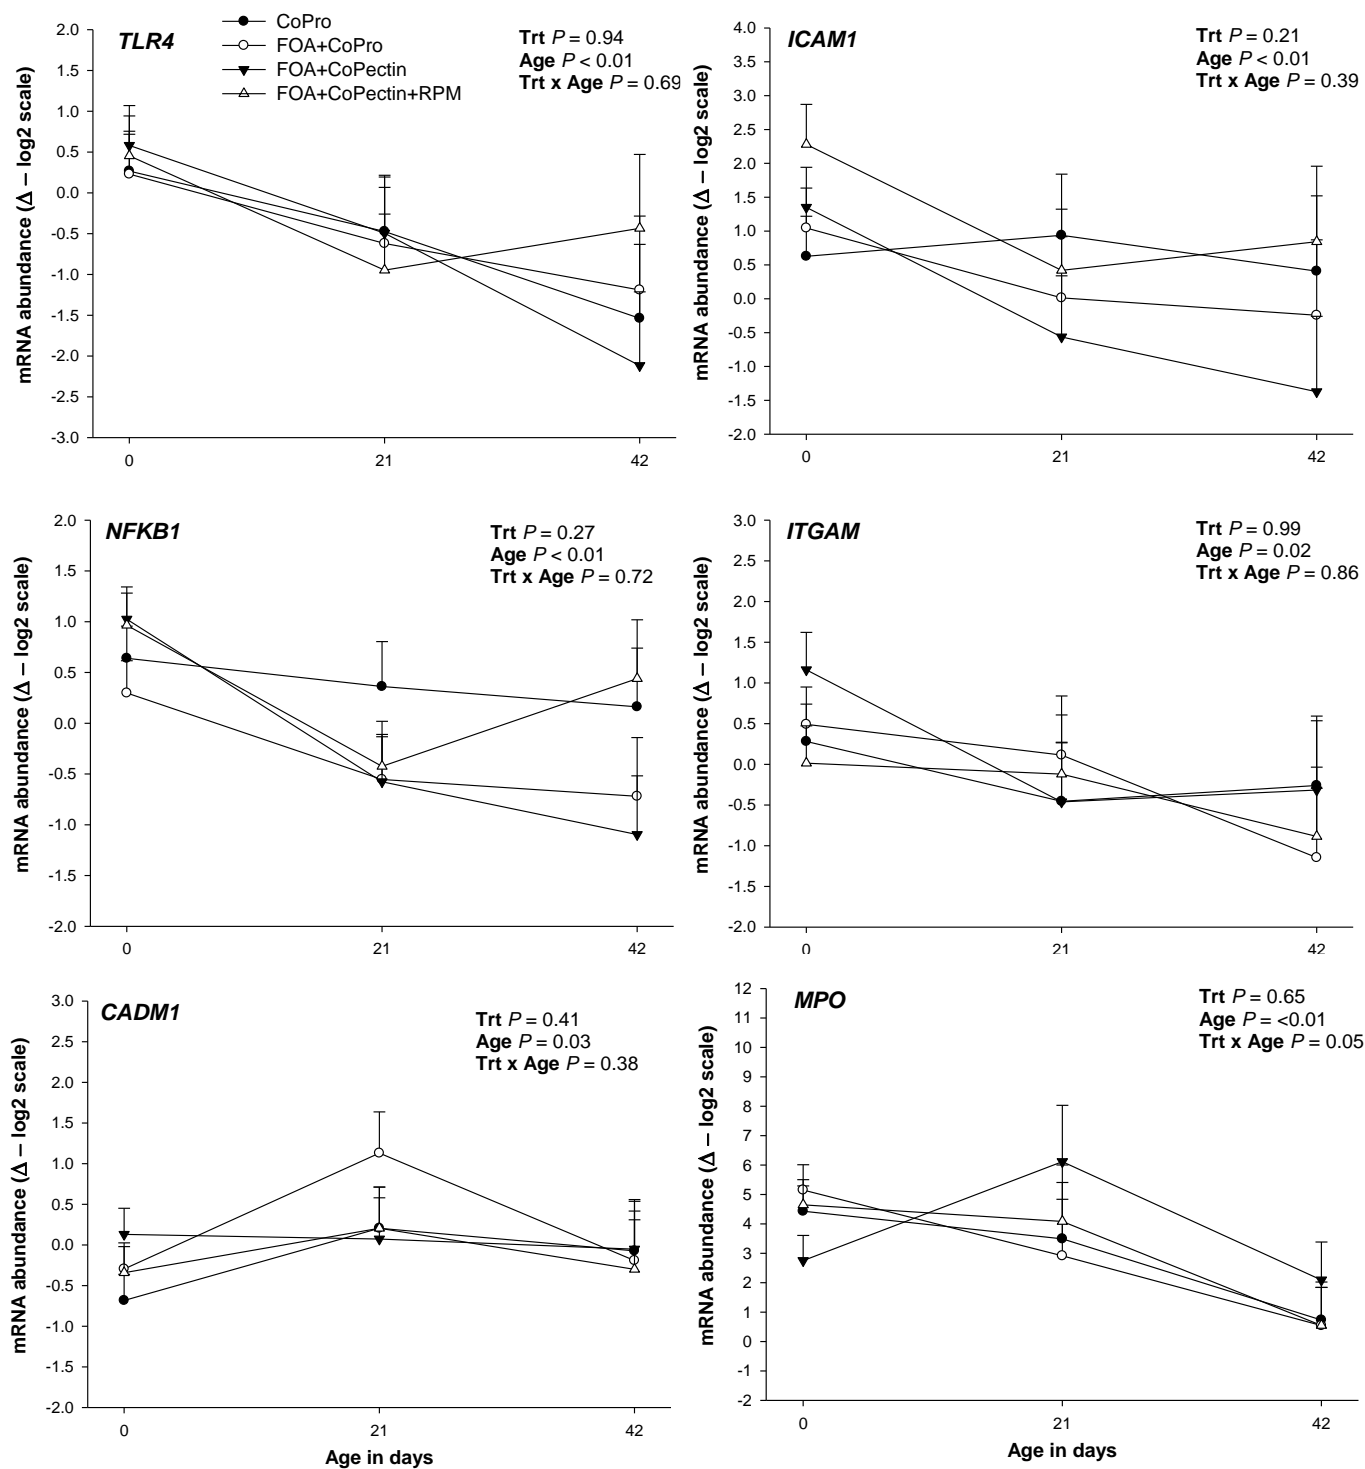 TLR4
CoPro
FOA+CoPro
FOA+CoPectin
FOA+CoPectin+RPM
Trt P = 0.94
Age P < 0.01
Trt x Age P = 0.69
mRNA abundance (Δ – log2 scale)
2.0
1.5
1.0
0.5
0.0
-0.5
-1.0
-1.5
-2.0
-2.5
-3.0
0
21
42
ICAM1
Trt P = 0.21
Age P < 0.01
Trt x Age P = 0.39
mRNA abundance (Δ – log2 scale)
4.0
3.5
3.0
2.5
2.0
1.5
1.0
0.5
0.0
-0.5
-1.0
-1.5
-2.0
0
21
42
NFKB1
Trt P = 0.27
Age P < 0.01
Trt x Age P = 0.72
mRNA abundance (Δ – log2 scale)
2.0
1.5
1.0
0.5
0.0
-0.5
-1.0
-1.5
-2.0
0
21
42
ITGAM
Trt P = 0.99
Age P = 0.02
Trt x Age P = 0.86
mRNA abundance (Δ – log2 scale)
3.0
2.5
2.0
1.5
1.0
0.5
0.0
-0.5
-1.0
-1.5
-2.0
0
21
42
CADM1
Trt P = 0.41
Age P = 0.03
Trt x Age P = 0.38
mRNA abundance (Δ – log2 scale)
3.0
2.5
2.0
1.5
1.0
0.5
0.0
-0.5
-1.0
-1.5
-2.0
0
21
42
Age in days
MPO
Trt P = 0.65
Age P = <0.01
Trt x Age P = 0.05
mRNA abundance (Δ – log2 scale)
12
11
10
9
8
7
6
5
4
3
2
1
0
-1
-2
0
21
42
Age in days